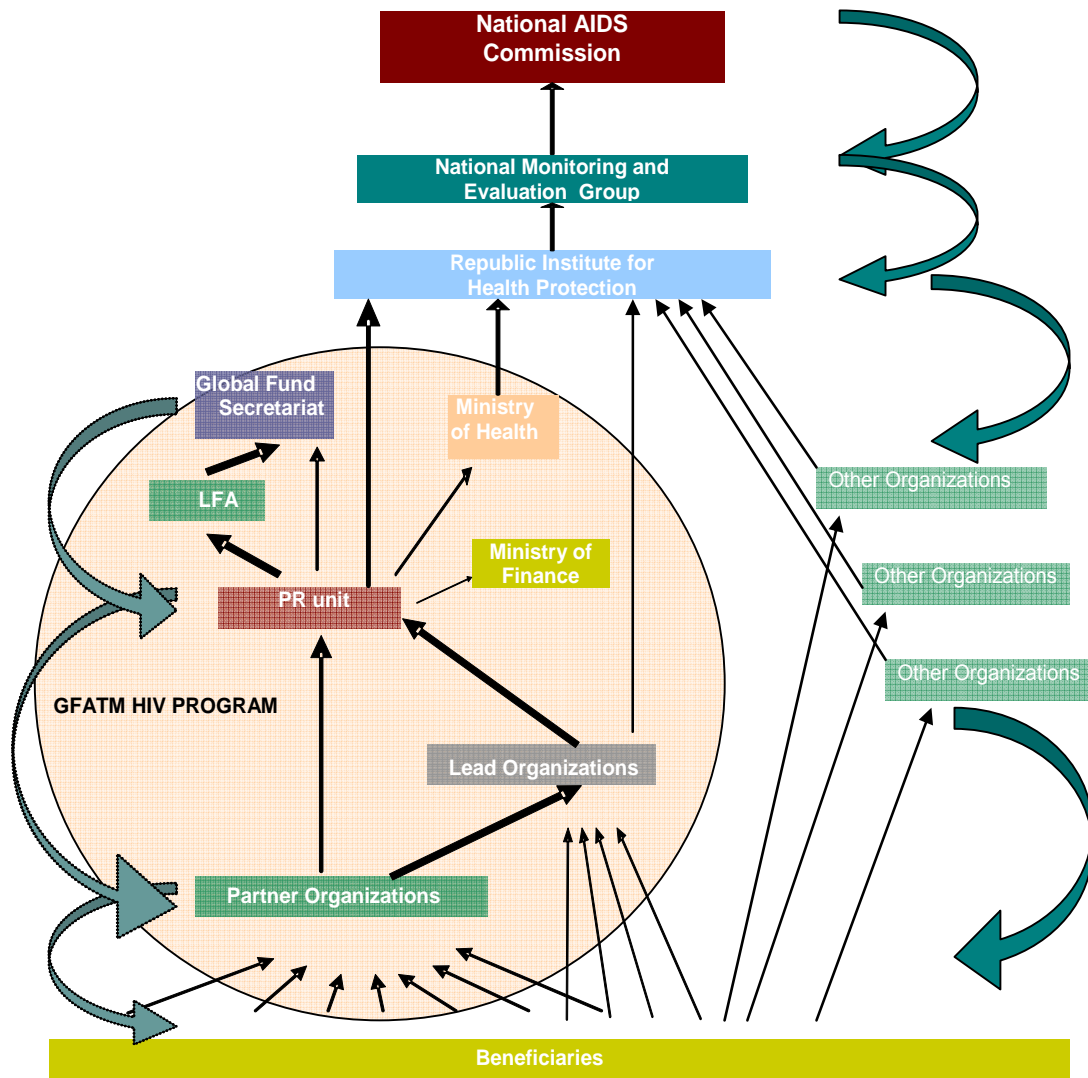 National AIDS
Commission
National Monitoring and
Evaluation Group
Republic Institute for
Health Protection
Global Fund
Secretariat
Ministry
of Health
Other Organizations
LFA
Ministry of
Finance
Other Organizations
PR unit
Other Organizations
GFATM HIV PROGRAM
Lead Organizations
Partner Organizations
Beneficiaries